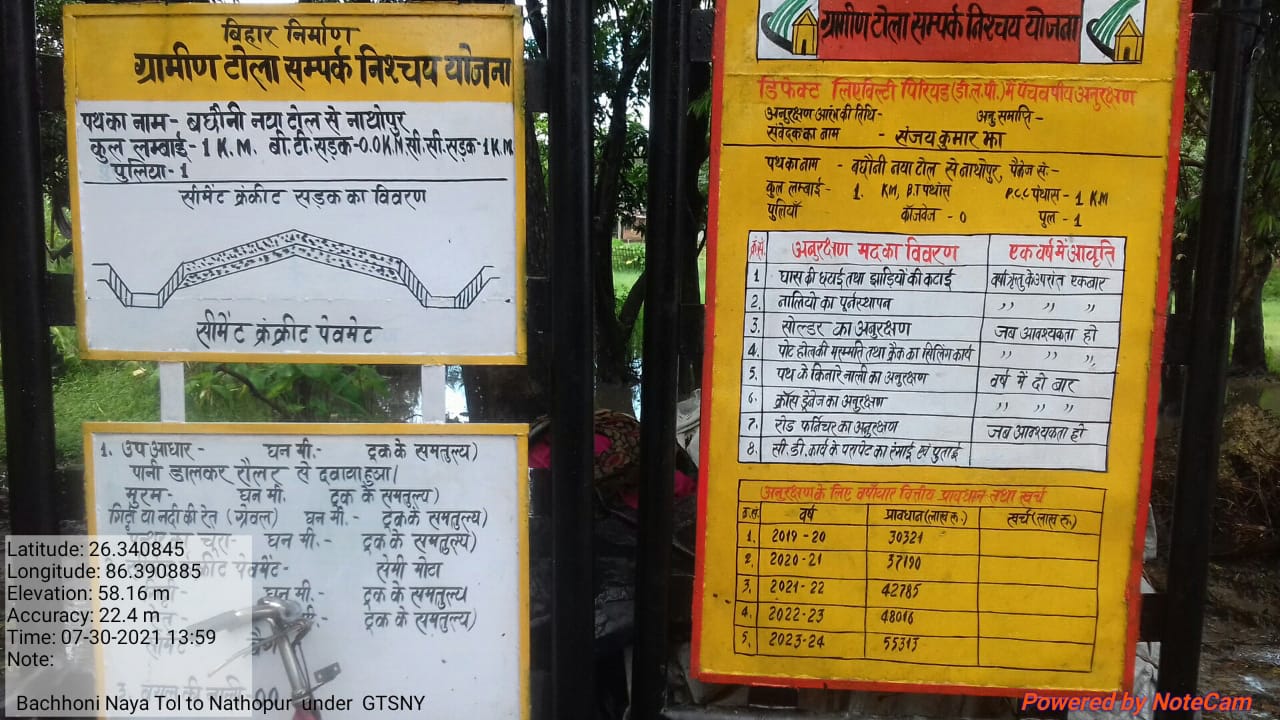 बिहार निर्माण
ग्रामीण टोला सम्पर्क निश्चय योजना
पथ का नाम- बघौनी नया टोल से नाथोपुर
कुल लम्बाई-1 K.M. बी.टी.सड़क-0.0K.M सी.सी.सड़क-1K.M
पुलिया-1
सीमेंट क्रंकीट सड़क का विवरण
सीमेंट क्रंकीट पेवमेट
1. उप आधार- घन मी.- ट्रक के समतुल्य)
पानी डालकर रौलर से दवाया हुआ।
मुरम- घन मी. ट्रक के समतुल्य)
गिट्टी या नदी की रेत (ग्रेवल) घन मी.- ट्रक के समतुल्य)
घन मी.- ट्रक के समतुल्य)
पेवमेंट- सेमी मोटा
घन मी.- ट्रक के समतुल्य
ट्रक के समतुल्य)
सीमेंट
ग्रामीण टोला सम्पर्क निश्चय योजना
डिफेक्ट लिएविल्टी पिरियड (डी.ल.पी.) में पंचवर्षीय अनुरक्षण
अनुरक्षण आरंभ की तिथि- अनु समाप्ति-
संवेदक का नाम - संजय कुमार झा
पथ का नाम - बघौनी नया टोल से नाथोपुर, पैकेज सं:-
कुल लम्बाई- 1. KM, B.T पथांस P.C.C पथांस - 1 KM
पुलियाँ कॉजवेज - 0 पुल - 1
क्र.सं. अनुरक्षण मद का विवरण एक वर्ष में आवृति
1 घास की छयई तथा झाड़ियों की कटाई वर्षा ऋतु के उपरांत एकबार
2. नालियो का पूर्नस्थापन ,, ,, ,,
3. सोल्डर का अनुरक्षण जब आवश्यकता हो
4. पोट होल की मरम्मति तथा क्रैक का सिलिंग कार्य ,, ,, ,,
5. पथ के किनारे नाली का अनुरक्षण वर्ष में दो बार
6. क्रॉस ड्रेनेज का अनुरक्षण ,, ,, ,,
7. रोड फर्निचर का अनुरक्षण जब आवश्यकता हो
8. सी.डी. कार्य के पारापेट का रंगाई एवं पुताई
अनुरक्षण के लिए वर्षवार वित्तीय प्रावधान तथा खर्च
क्र.सं. वर्ष प्रावधान (लाख रु.) खर्च (लाख रु.)
1. 2019-20 30321
2. 2020-21 37190
3. 2021-22 42785
4. 2022-23 48016
5. 2023-24 55313
Latitude: 26.340845
Longitude: 86.390885
Elevation: 58.16 m
Accuracy: 22.4 m
Time: 07-30-2021 13:59
Note:
Bachhoni Naya Tol to Nathopur under GTSNY
Powered by NoteCam